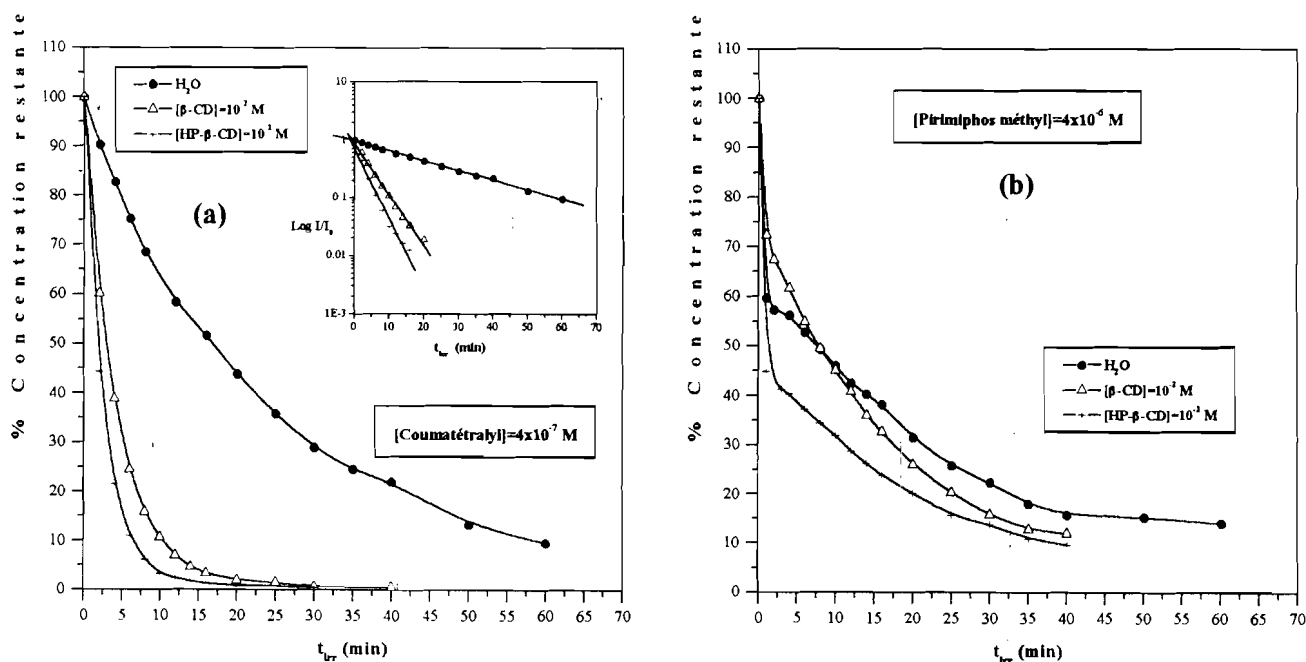 % Concentration restante
110
100
90
80
70
60
50
40
30
20
10
0
H₂O
[β-CD]=10⁻² M
[HP-β-CD]=10⁻² M
(a)
10
1
0.1
0.01
1E-3
Log I/I₀
0 10 20 30 40 50 60 70
t_irr (min)
[Coumatétralyl]=4x10⁻⁷ M
0 5 10 15 20 25 30 35 40 45 50 55 60 65 70
t_irr (min)
% Concentration restante
110
100
90
80
70
60
50
40
30
20
10
0
[Pirimiphos méthyl]=4x10⁻⁶ M
(b)
H₂O
[β-CD]=10⁻² M
[HP-β-CD]=10⁻² M
0 5 10 15 20 25 30 35 40 45 50 55 60 65 70
t_irr (min)